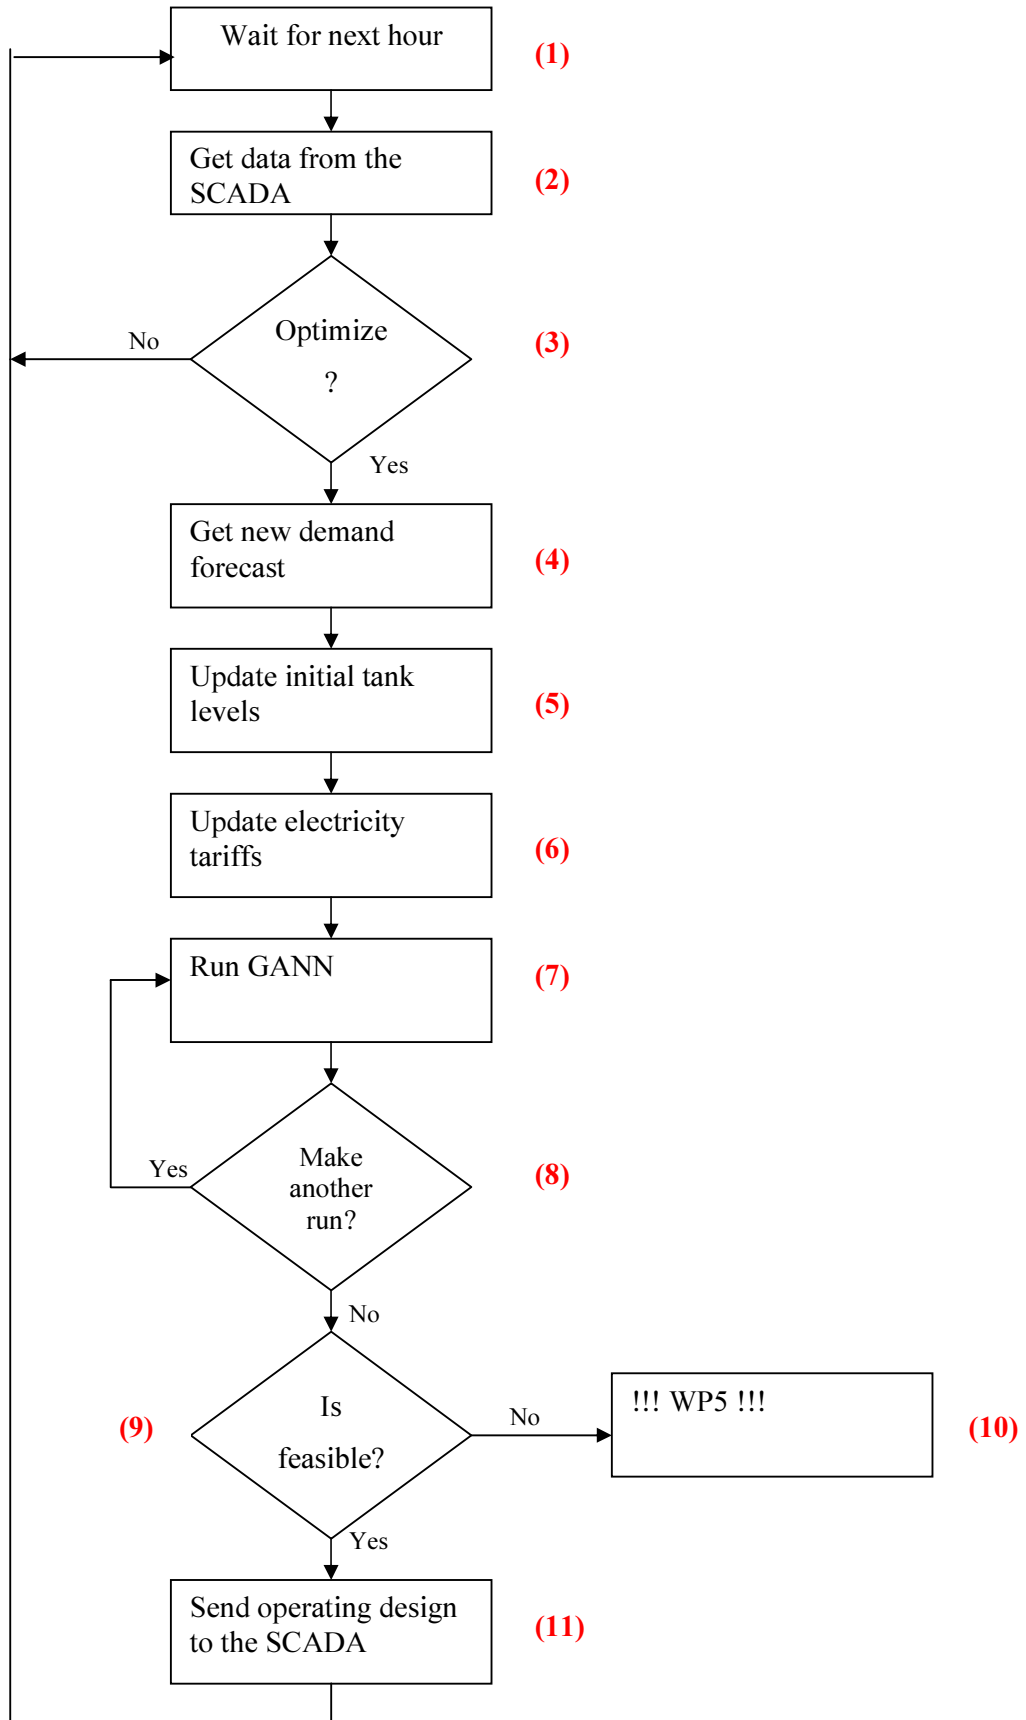 Wait for next hour
(1)
Get data from the
SCADA
(2)
Optimize
?
(3)
No
Yes
Get new demand
forecast
(4)
Update initial tank
levels
(5)
Update electricity
tariffs
(6)
Run GANN
(7)
Make
another
run?
(8)
Yes
No
Is
feasible?
(9)
No
!!! WP5 !!!
(10)
Yes
Send operating design
to the SCADA
(11)